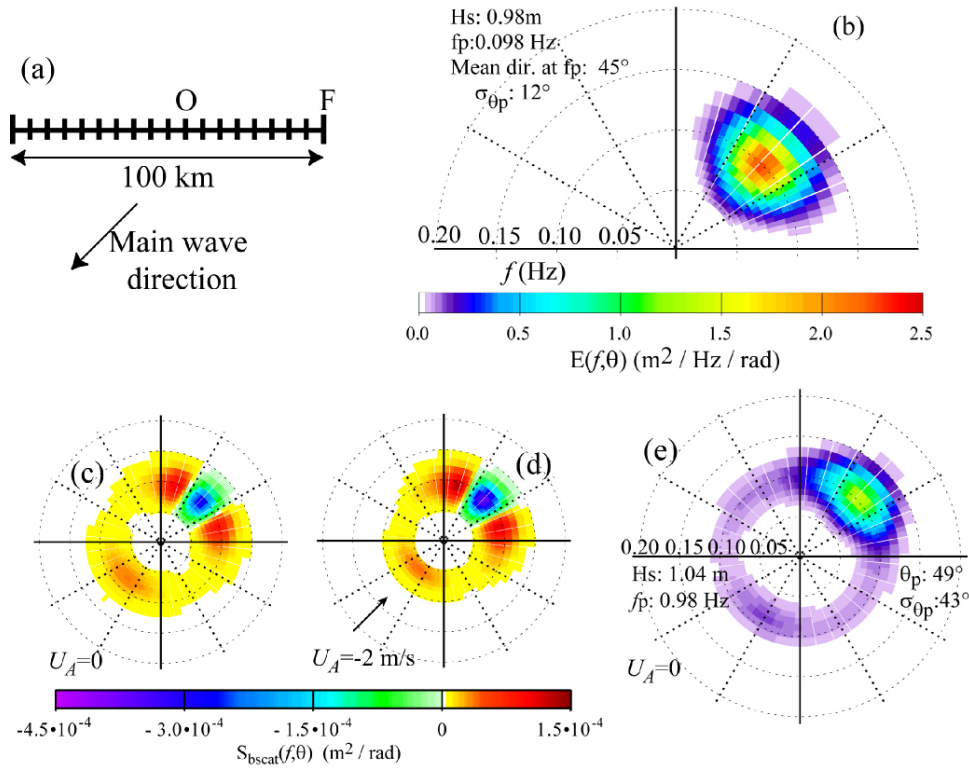 (a)
O F
100 km
Main wave
direction
(b)
Hs: 0.98m
fp:0.098 Hz
Mean dir. at fp: 45°
σθp: 12°
0.20 0.15 0.10 0.05
f (Hz)
0.0 0.5 1.0 1.5 2.0 2.5
E(f,θ) (m2 / Hz / rad)
(c)
U_A=0
(d)
U_A=-2 m/s
-4.5•10-4 - 3.0•10-4 -1.5•10-4 0 1.5•10-4
Sbscat(f,θ) (m2 / rad)
(e)
0.20 0.15 0.10 0.05
Hs: 1.04 m
fp: 0.98 Hz
θp: 49°
σθp:43°
U_A=0